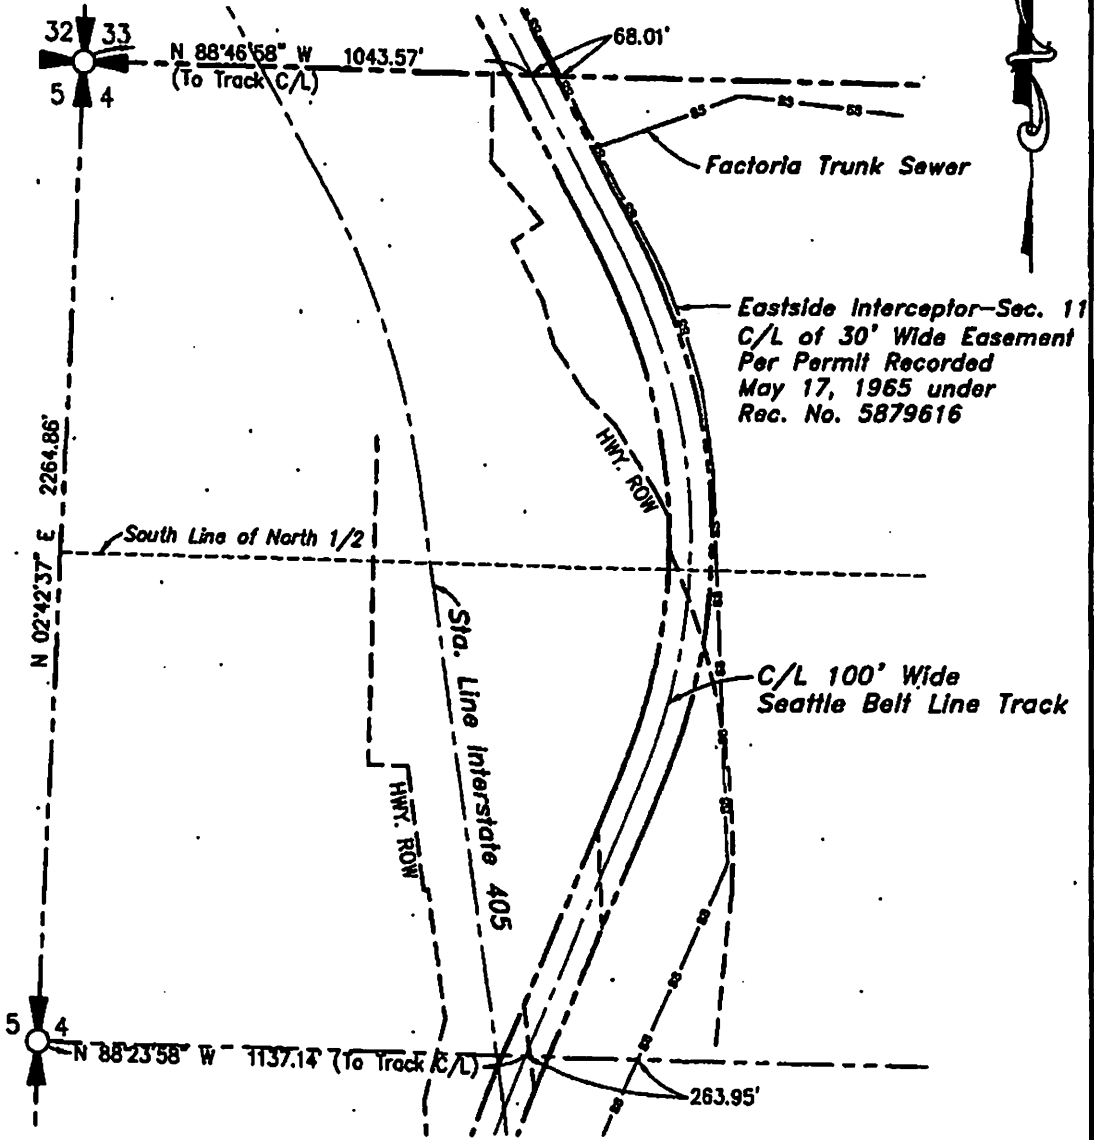 32 33
N 88°46'58" W 1043.57'
(To Track C/L)
68.01'
5 4
Factoria Trunk Sewer
Eastside Interceptor-Sec. 11
C/L of 30' Wide Easement
Per Permit Recorded
May 17, 1965 under
Rec. No. 5879616
HWY. ROW
N 02°42'37" E 2264.86'
South Line of North 1/2
Sta. Line Interstate 405
C/L 100' Wide
Seattle Belt Line Track
HWY. ROW
5 4
N 88°23'58" W 1137.14' (To Track C/L)
263.95'